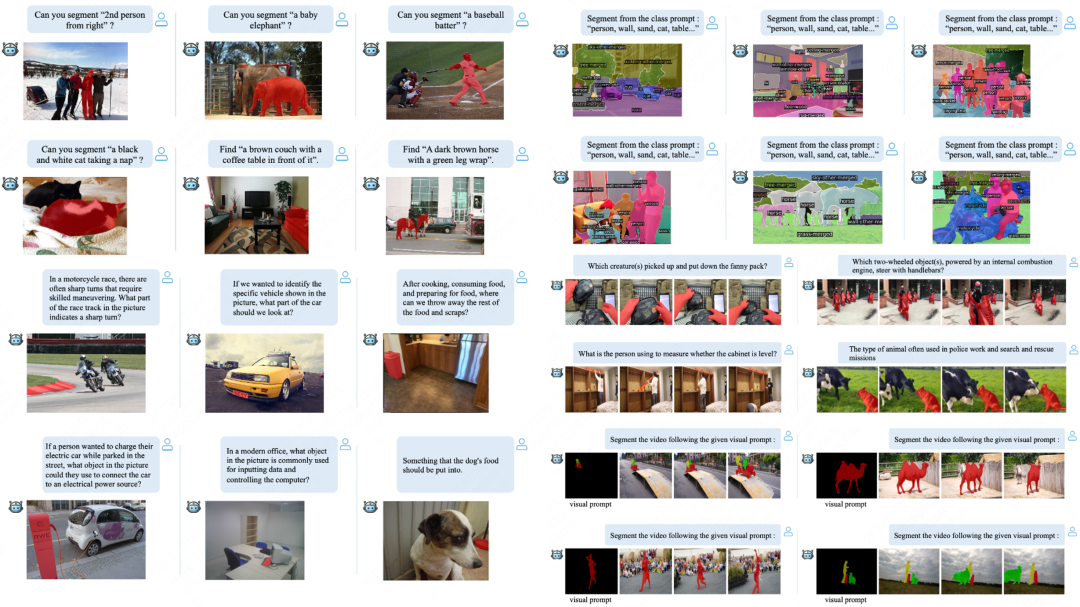 Can you segment “2nd person
from right” ?
Can you segment “a baby
elephant” ?
Can you segment “a baseball
batter” ?
Can you segment “a black
and white cat taking a nap” ?
Find “a brown couch with a
coffee table in front of it”.
Find “A dark brown horse
with a green leg wrap”.
In a motorcycle race, there are
often sharp turns that require
skilled maneuvering. What part
of the race track in the picture
indicates a sharp turn?
If we wanted to identify the
specific vehicle shown in the
picture, what part of the car
should we look at?
After cooking, consuming food,
and preparing for food, where
can we throw away the rest of
the food and scraps?
If a person wanted to charge their
electric car while parked in the
street, what object in the picture
could they use to connect the car
to an electrical power source?
In a modern office, what object
in the picture is commonly used
for inputting data and
controlling the computer?
Something that the dog's food
should be put into.
Segment from the class prompt :
“person, wall, sand, cat, table...”
Segment from the class prompt :
“person, wall, sand, cat, table...”
Segment from the class prompt :
“person, wall, sand, cat, table...”
Segment from the class prompt :
“person, wall, sand, cat, table...”
Segment from the class prompt :
“person, wall, sand, cat, table...”
Segment from the class prompt :
“person, wall, sand, cat, table...”
sky-other-merged
tree-merged
horse
horse
horse
horse
grass-merged
Which creature(s) picked up and put down the fanny pack?
Which two-wheeled object(s), powered by an internal combustion
engine, steer with handlebars?
What is the person using to measure whether the cabinet is level?
The type of animal often used in police work and search and rescue
missions
Segment the video following the given visual prompt :
visual prompt
Segment the video following the given visual prompt :
visual prompt
Segment the video following the given visual prompt :
visual prompt
Segment the video following the given visual prompt :
visual prompt